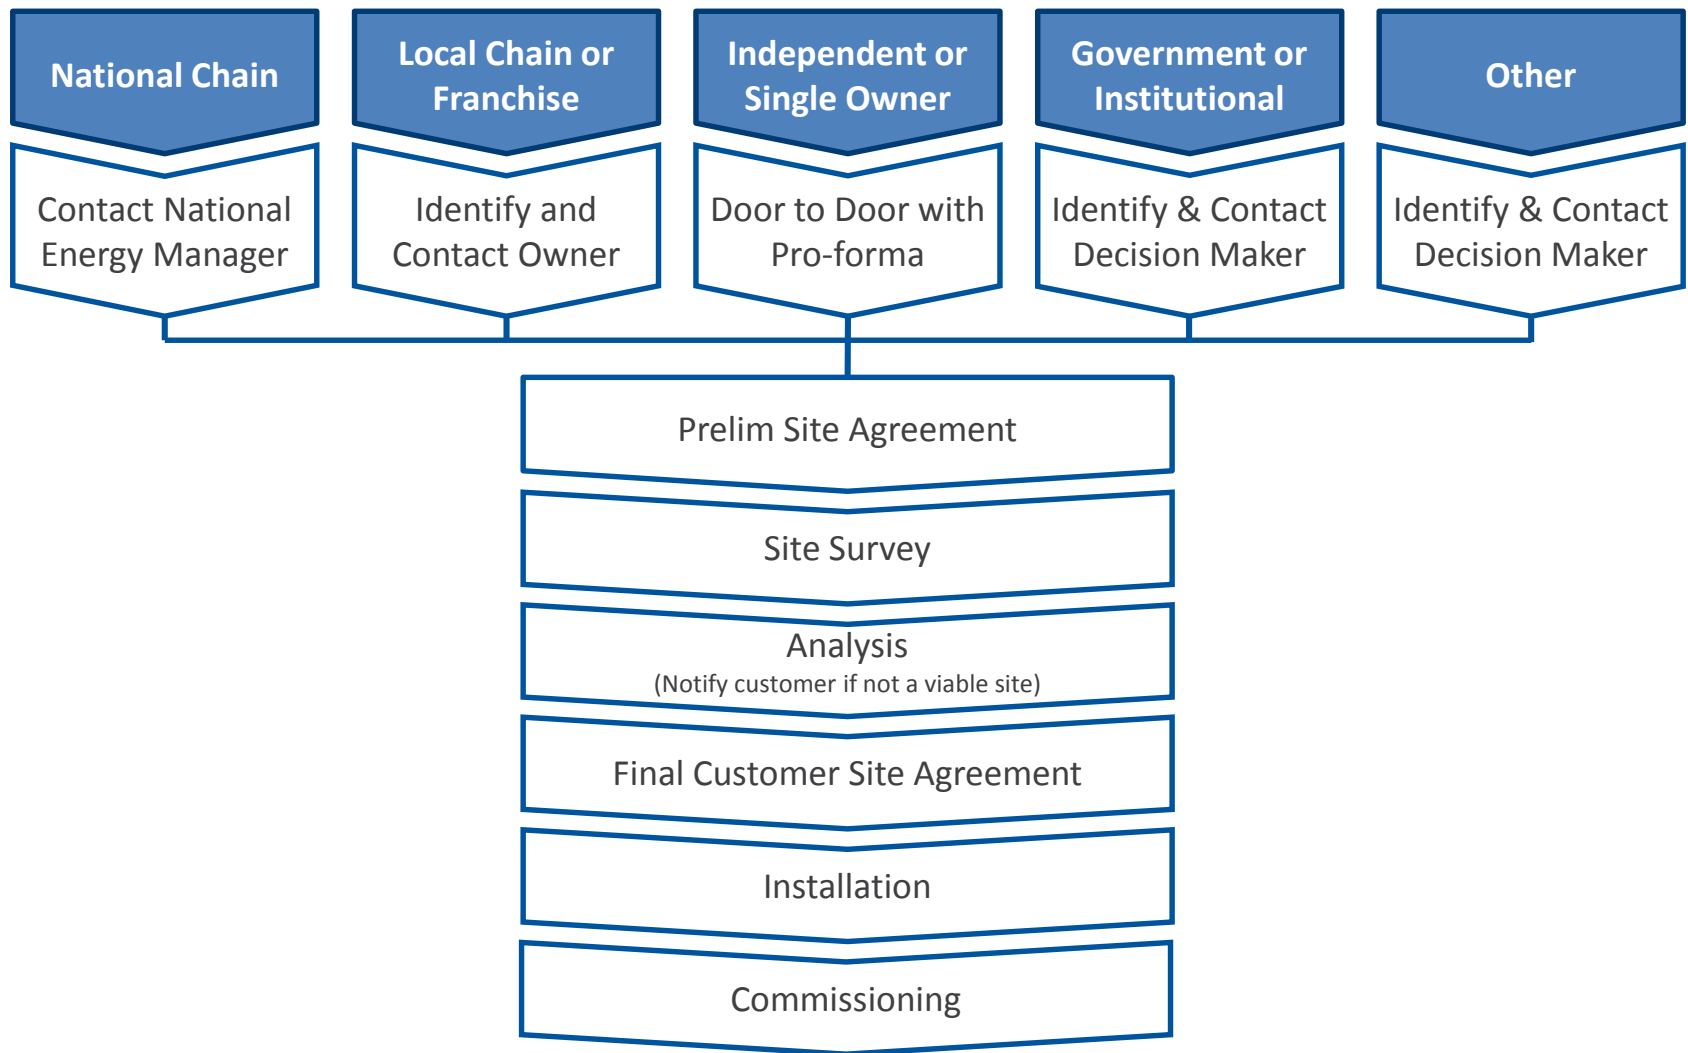 National Chain
Local Chain or
Franchise
Independent or
Single Owner
Government or
Institutional
Other
Contact National
Energy Manager
Identify and
Contact Owner
Door to Door with
Pro-forma
Identify & Contact
Decision Maker
Identify & Contact
Decision Maker
Prelim Site Agreement
Site Survey
Analysis
(Notify customer if not a viable site)
Final Customer Site Agreement
Installation
Commissioning